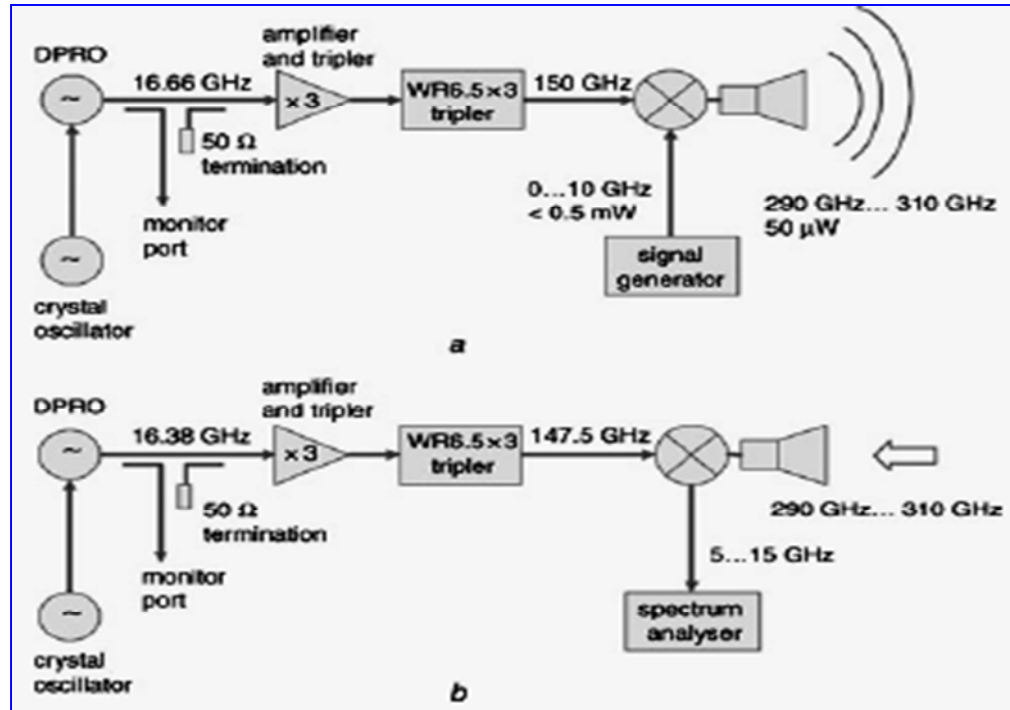 DPRO
amplifier
and tripler
16.66 GHz
~
×3
WR6.5×3
tripler
150 GHz
50 Ω
termination
monitor
port
0...10 GHz
< 0.5 mW
290 GHz... 310 GHz
50 μW
~
signal
generator
crystal
oscillator
a
DPRO
amplifier
and tripler
16.38 GHz
~
×3
WR6.5×3
tripler
147.5 GHz
50 Ω
termination
monitor
port
290 GHz... 310 GHz
5...15 GHz
~
spectrum
analyser
crystal
oscillator
b